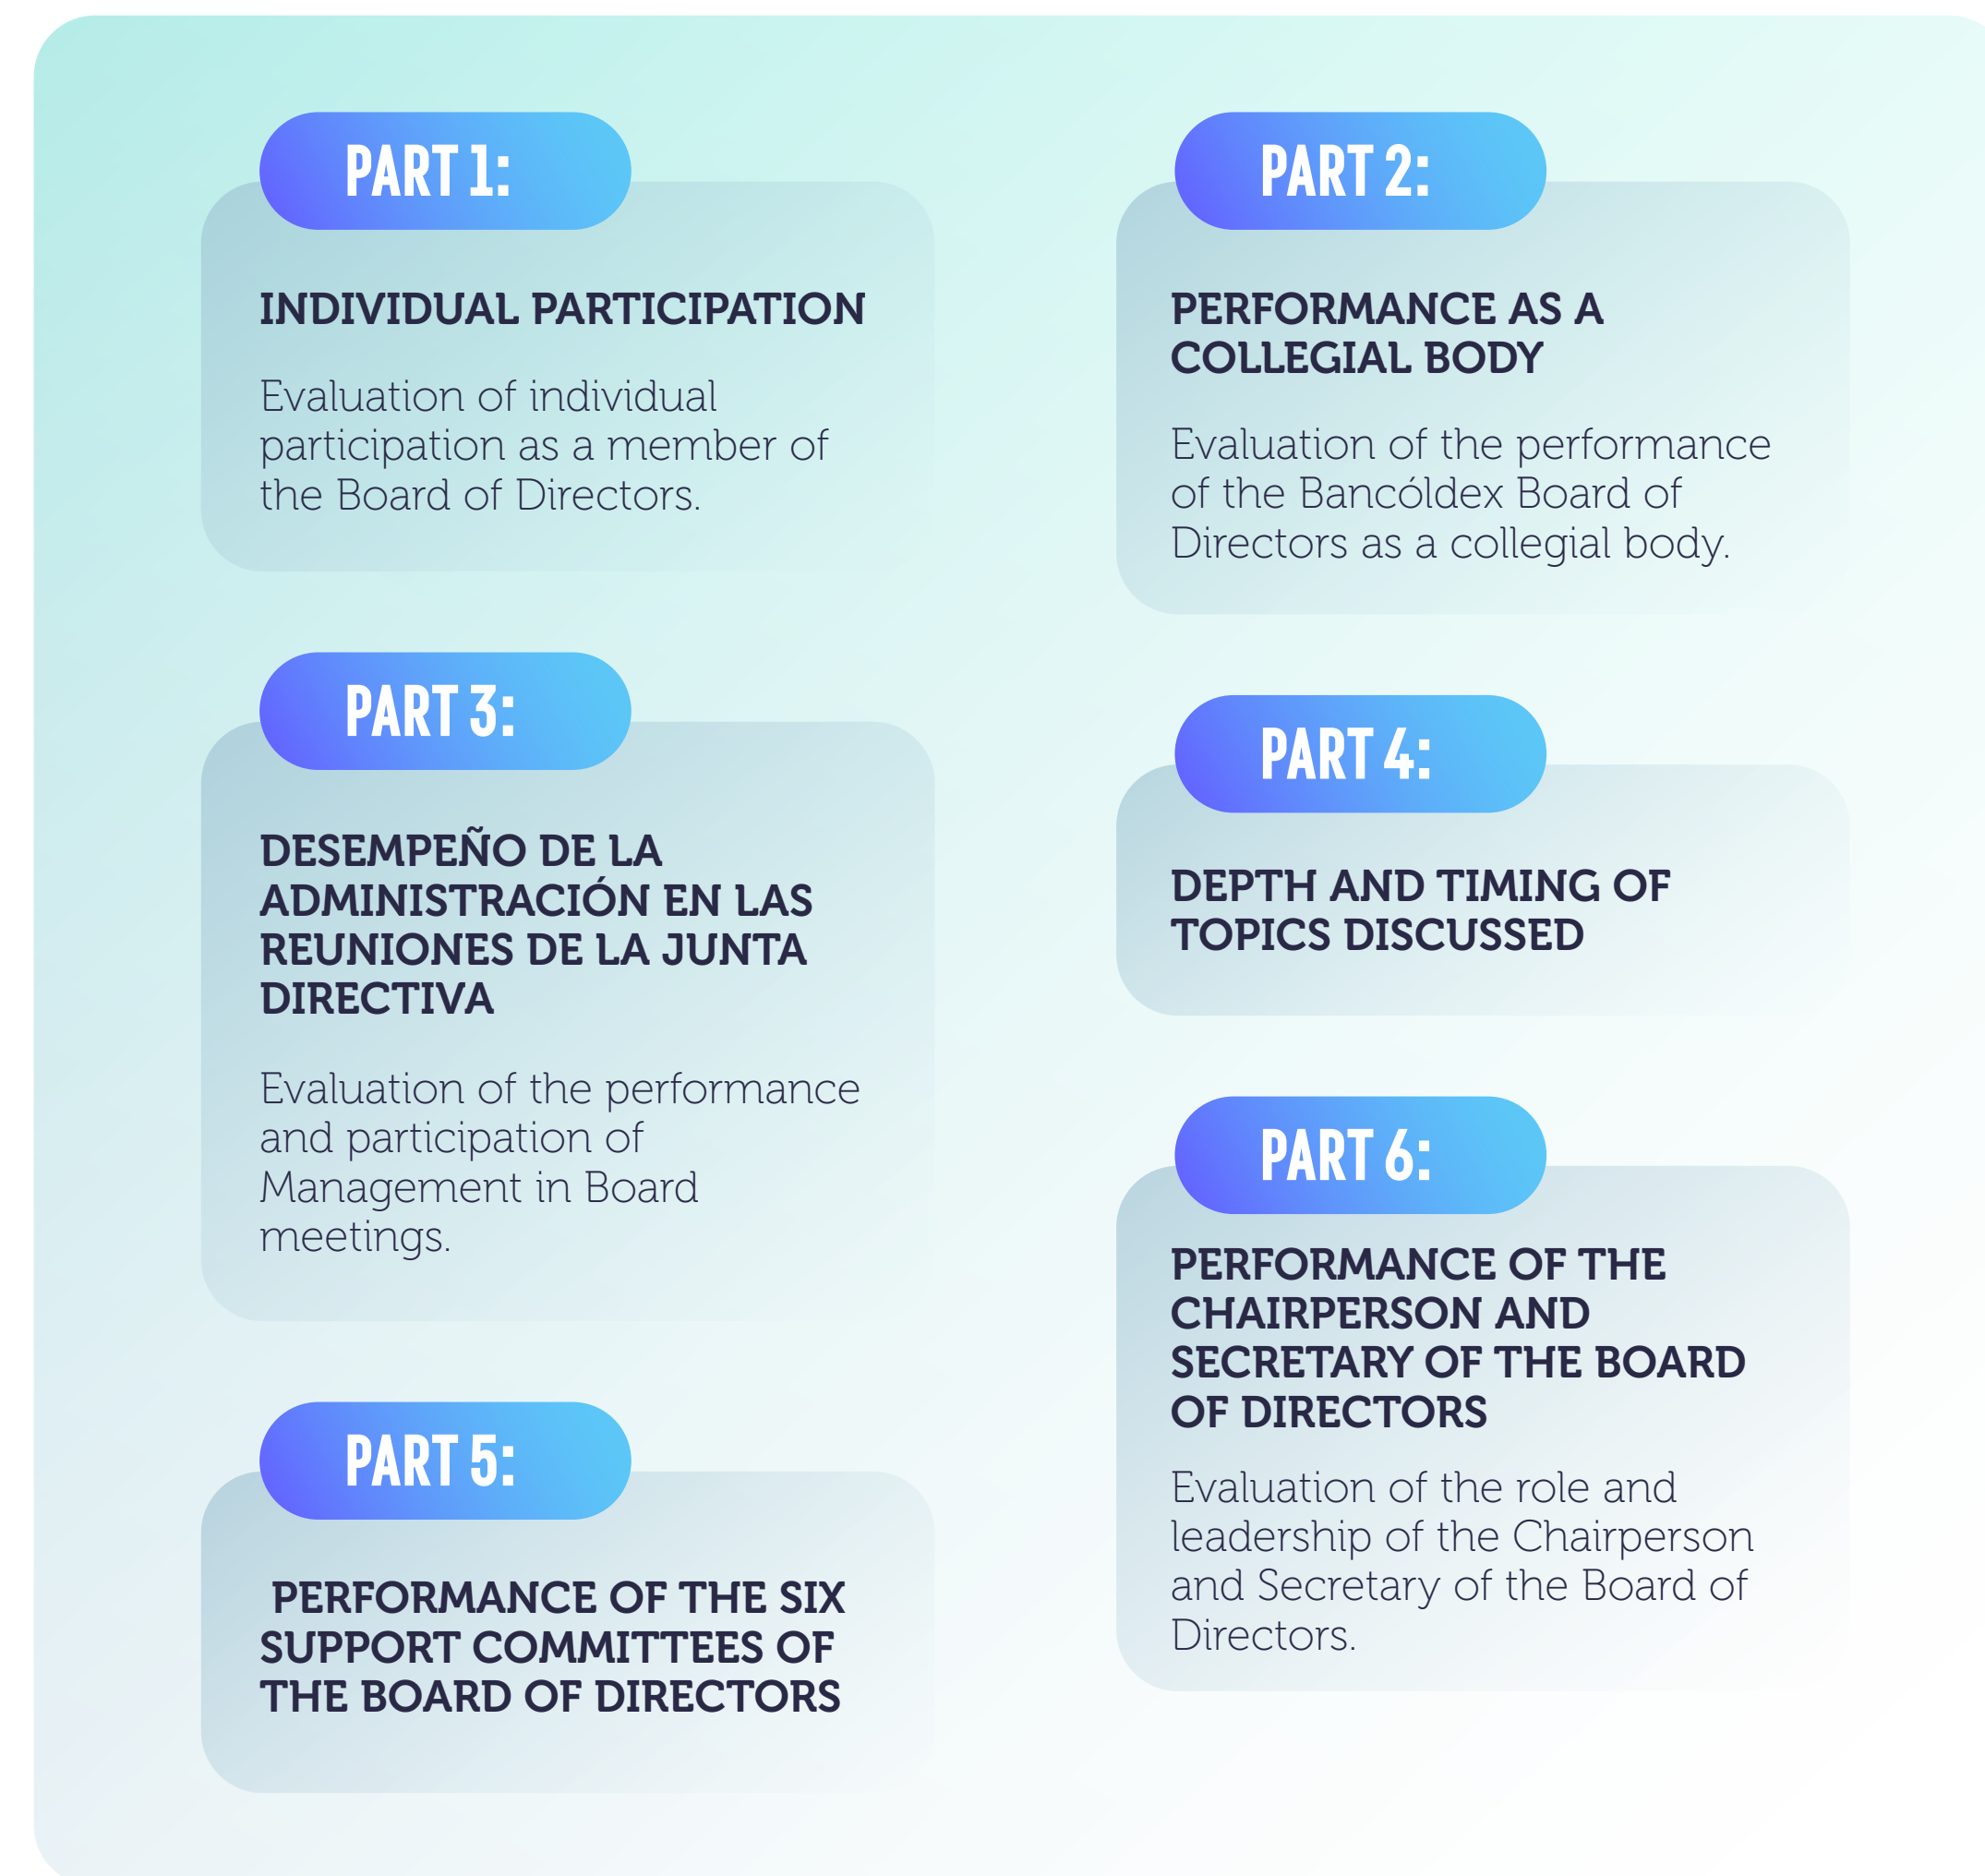 PART 1:
INDIVIDUAL PARTICIPATION
Evaluation of individual
participation as a member of
the Board of Directors.
PART 2:
PERFORMANCE AS A
COLLEGIAL BODY
Evaluation of the performance
of the Bancóldex Board of
Directors as a collegial body.
PART 3:
DESEMPEÑO DE LA
ADMINISTRACIÓN EN LAS
REUNIONES DE LA JUNTA
DIRECTIVA
Evaluation of the performance
and participation of
Management in Board
meetings.
PART 4:
DEPTH AND TIMING OF
TOPICS DISCUSSED
PART 5:
PERFORMANCE OF THE SIX
SUPPORT COMMITTEES OF
THE BOARD OF DIRECTORS
PART 6:
PERFORMANCE OF THE
CHAIRPERSON AND
SECRETARY OF THE BOARD
OF DIRECTORS
Evaluation of the role and
leadership of the Chairperson
and Secretary of the Board of
Directors.